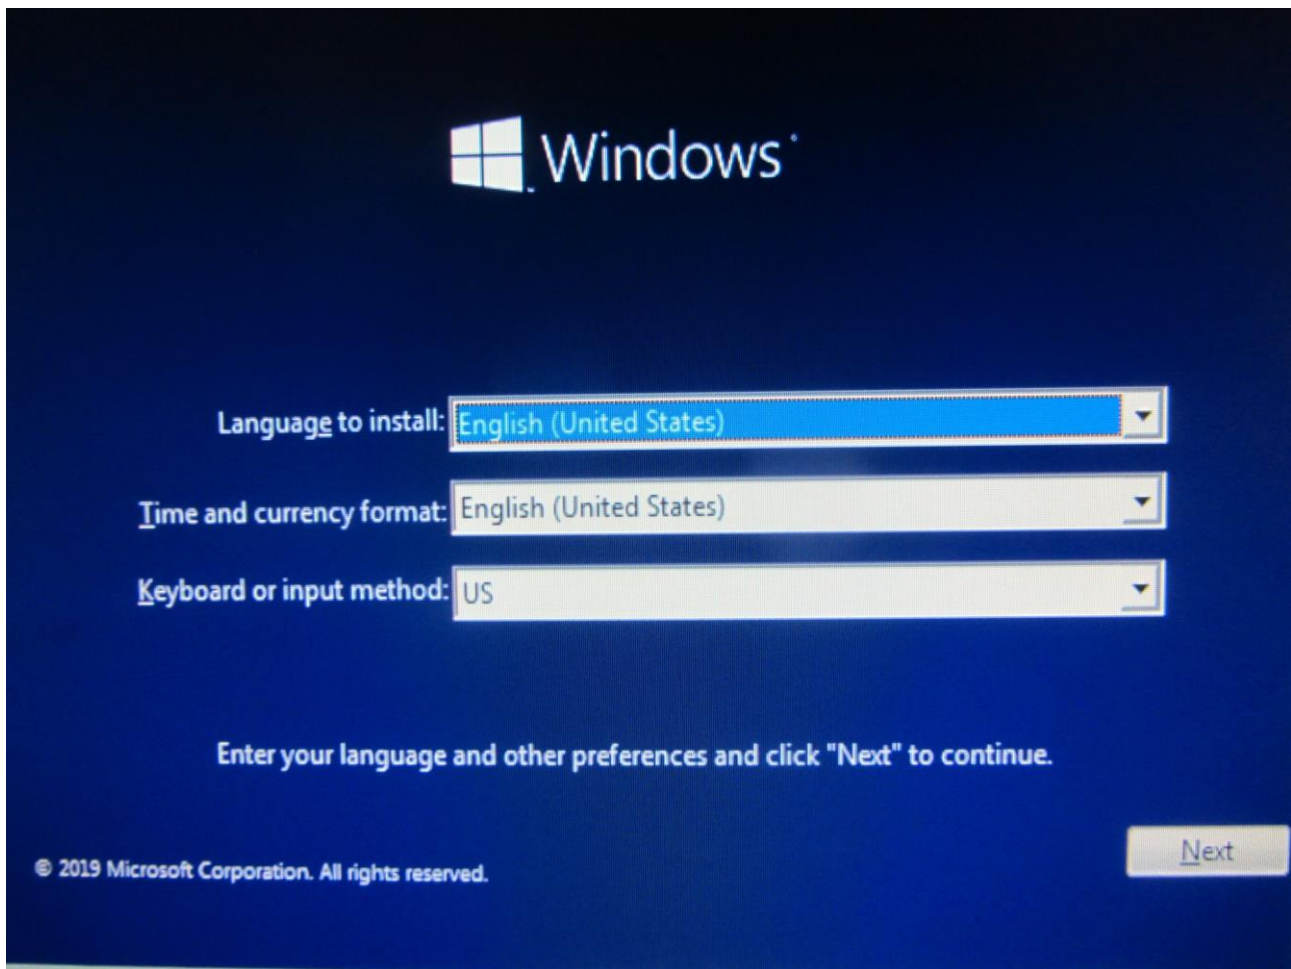 Windows
Language to install: English (United States)
Time and currency format: English (United States)
Keyboard or input method: US
Enter your language and other preferences and click "Next" to continue.
Next
© 2019 Microsoft Corporation. All rights reserved.